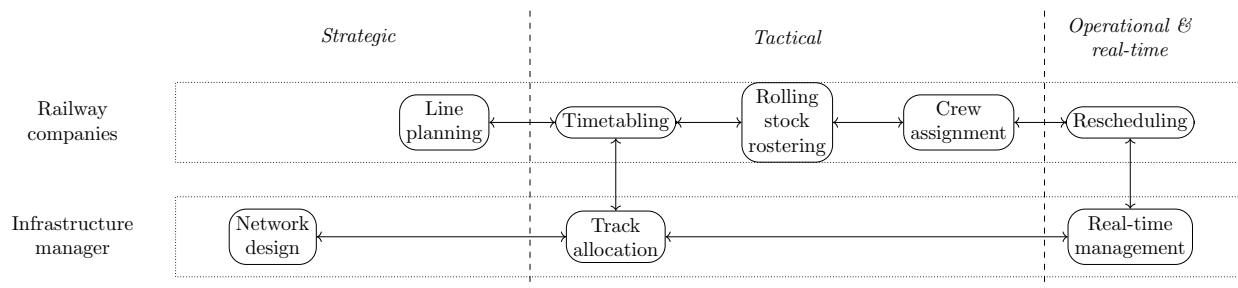 Strategic
Tactical
Operational &
real-time
Railway
companies
Line
planning
Timetabling
Rolling
stock
rostering
Crew
assignment
Rescheduling
Infrastructure
manager
Network
design
Track
allocation
Real-time
management